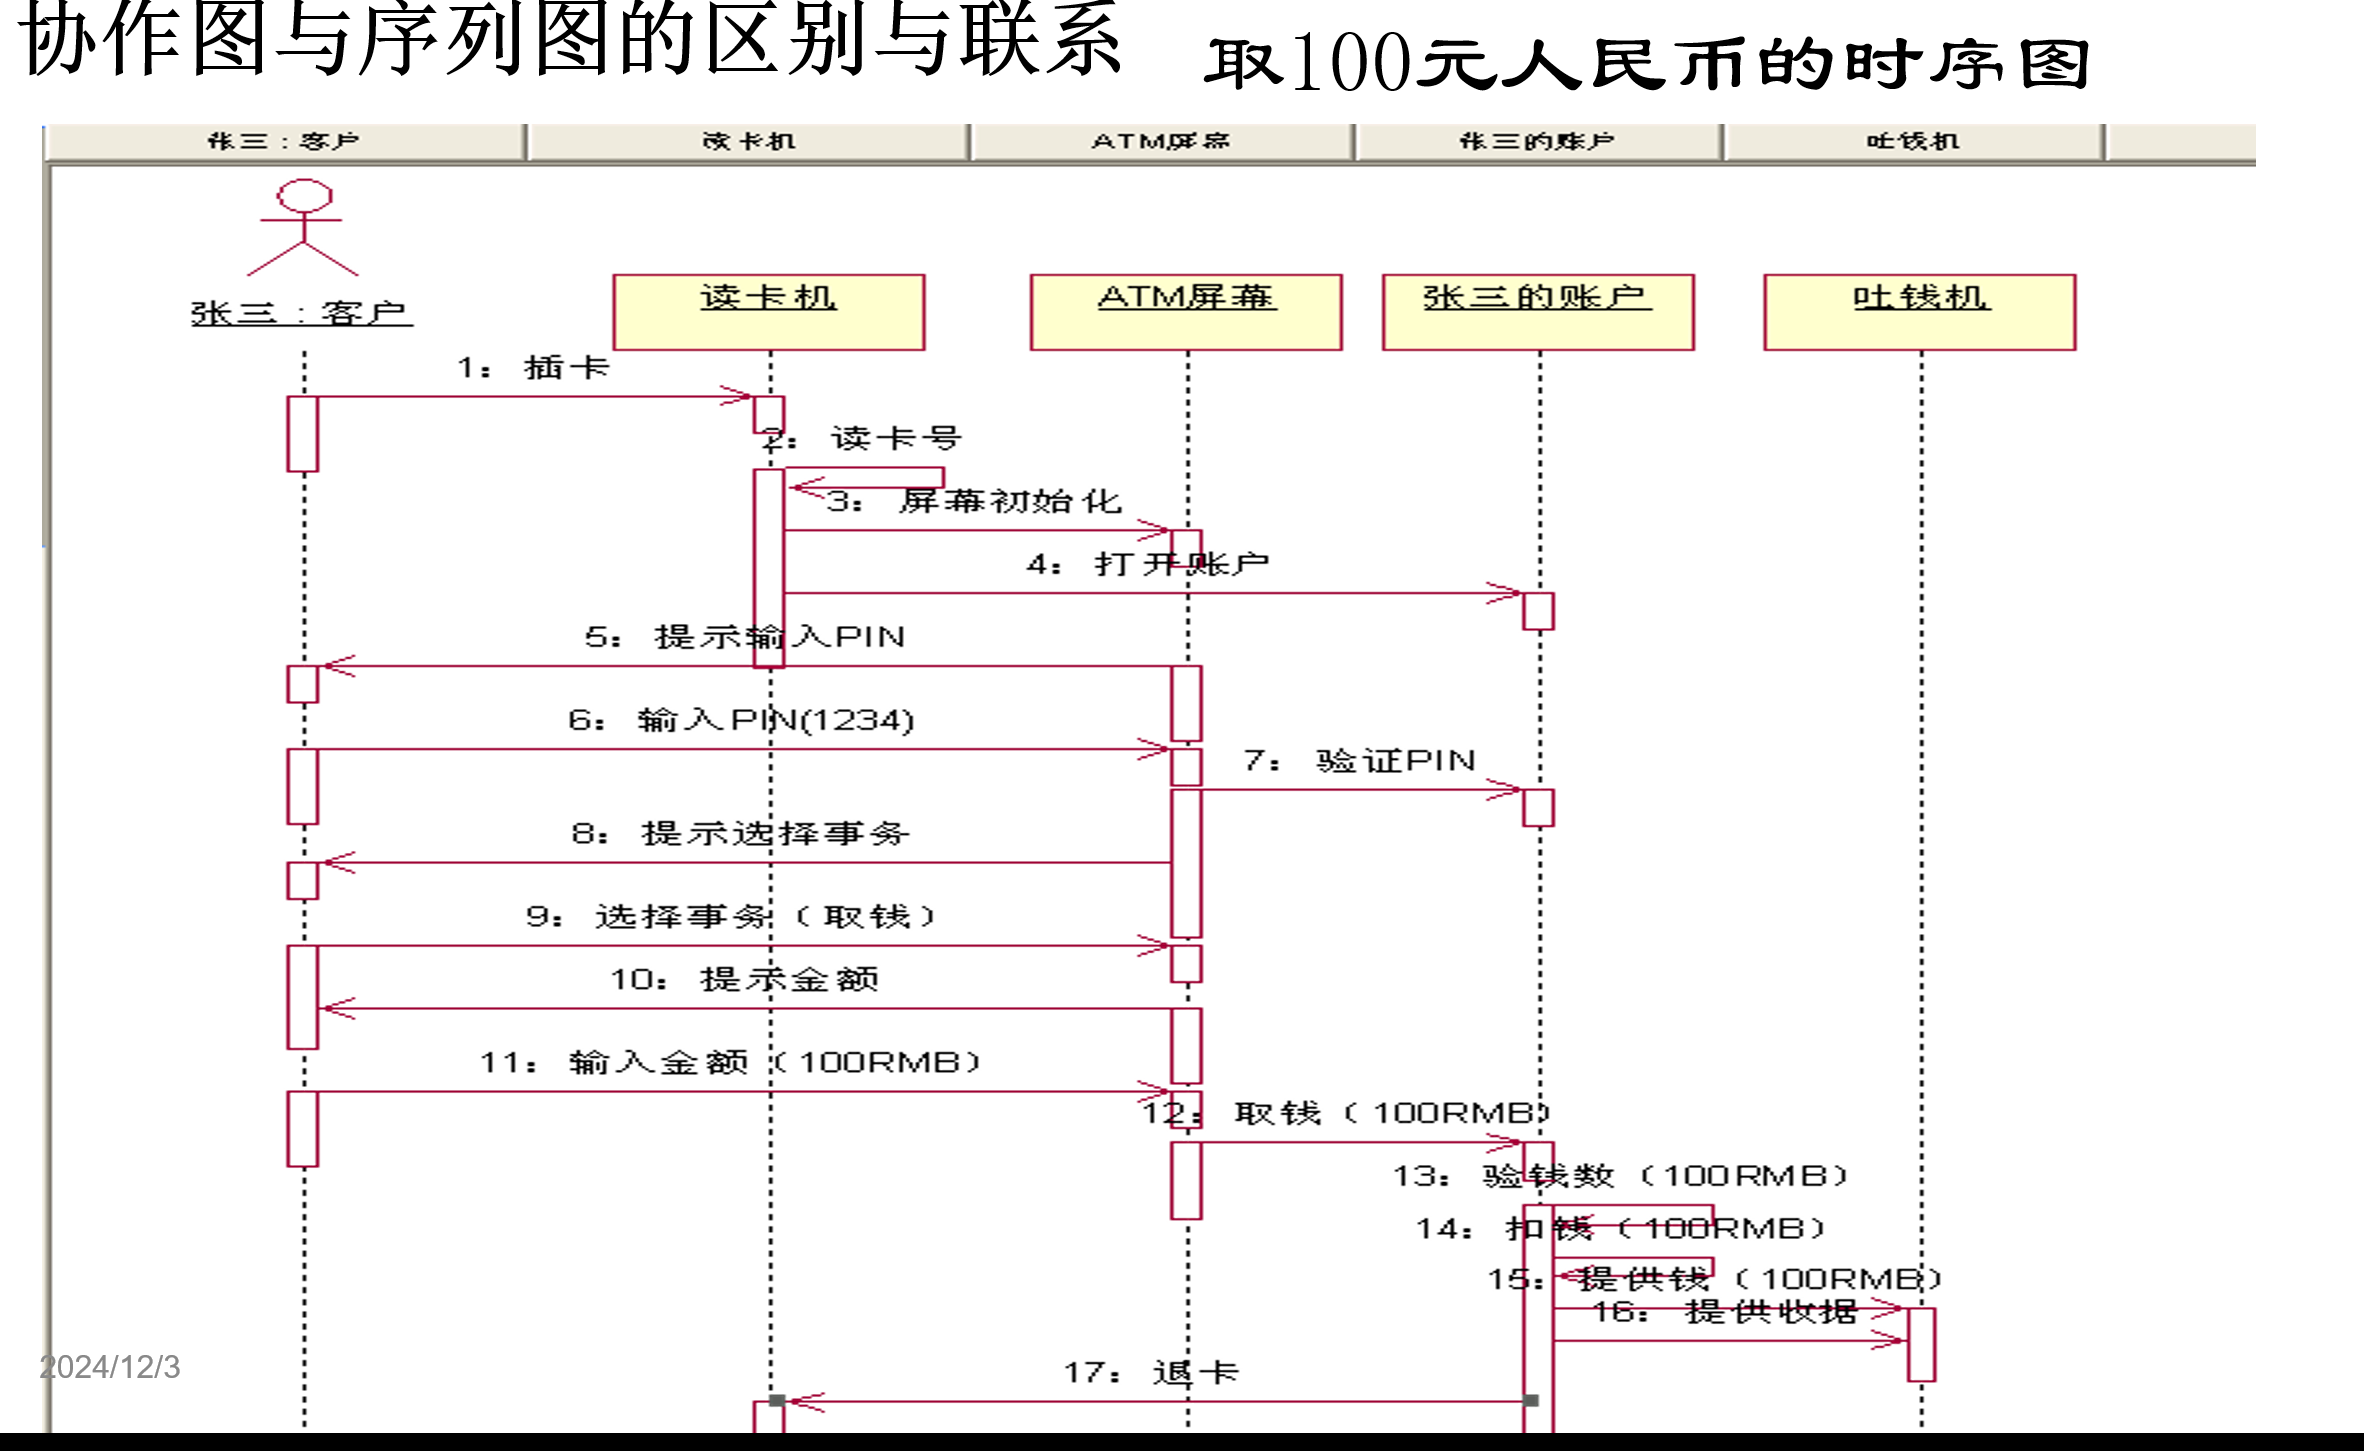 协作图与序列图的区别与联系
取100元人民币的时序图
张三：客户 读卡机 ATM屏幕 张三的账户 吐钱机
张三：客户 读卡机 ATM屏幕 张三的账户 吐钱机
1：插卡
2：读卡号
3：屏幕初始化
4：打开账户
5：提示输入PIN
6：输入PIN(1234)
7：验证PIN
8：提示选择事务
9：选择事务（取钱）
10：提示金额
11：输入金额（100RMB）
12：取钱（100RMB）
13：验钱数（100RMB）
14：扣钱（100RMB）
15：提供钱（100RMB）
16：提供收据
17：退卡
2024/12/3